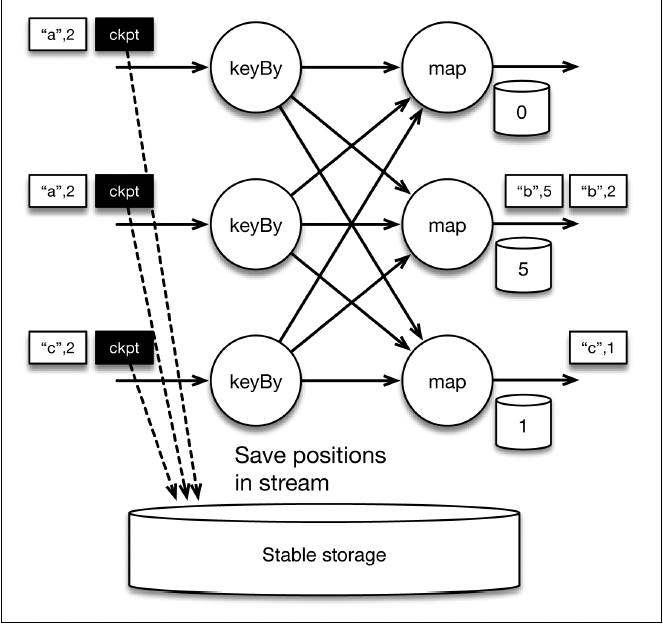 “a”,2 ckpt
keyBy
map
0
“a”,2 ckpt
keyBy
map
“b”,5 “b”,2
5
“c”,2 ckpt
keyBy
map
“c”,1
1
Save positions
in stream
Stable storage